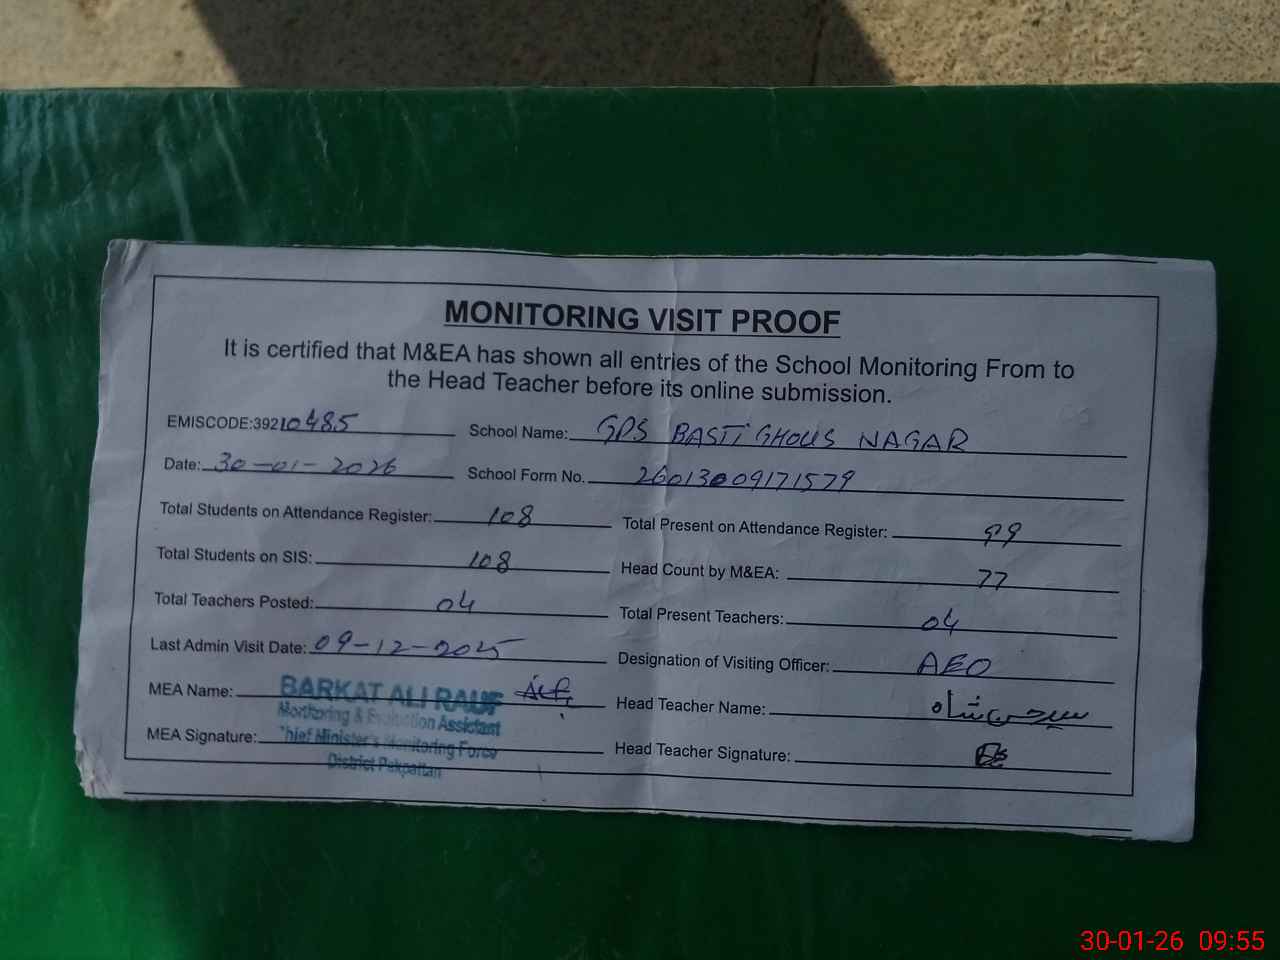 MONITORING VISIT PROOF
It is certified that M&EA has shown all entries of the School Monitoring From to
the Head Teacher before its online submission.
EMISCODE:39210485 School Name: GPS BASTI GHOUS NAGAR
Date: 30-01-2026 School Form No. 26013009171579
Total Students on Attendance Register: 108 Total Present on Attendance Register: 99
Total Students on SIS: 108 Head Count by M&EA: 77
Total Teachers Posted: 04 Total Present Teachers: 04
Last Admin Visit Date: 09-12-2025 Designation of Visiting Officer: AEO
MEA Name: BARKAT ALI RAUF Head Teacher Name: سید حسن شاہ
Monitoring & Evaluation Assistant
MEA Signature: Chief Minister's Monitoring Force Head Teacher Signature:
District Pakpattan
30-01-26 09:55